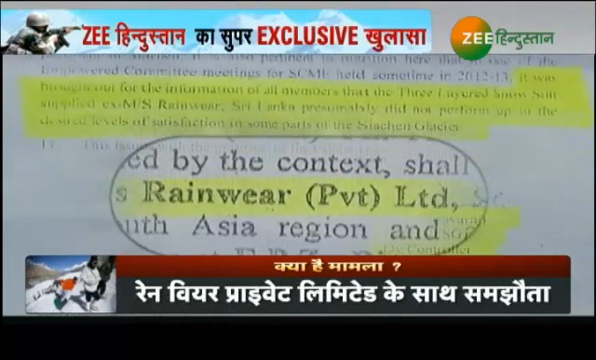 ZEE हिन्दुस्तान का सुपर EXCLUSIVE खुलासा
ZEE हिन्दुस्तान
Empowered Committee meetings for SCME held sometime in 2012-13, it was
brought out for the information of all members that the Three Layered Snow Suit
supplied ex-M/S Rainwear, Sri Lanka presumably did not perform up to the
desired levels of satisfaction in some parts of the Siachen Glacier
ed by the context, shall
s Rainwear (Pvt) Ltd,
uth Asia region and
क्या है मामला ?
रेन वियर प्राइवेट लिमिटेड के साथ समझौता